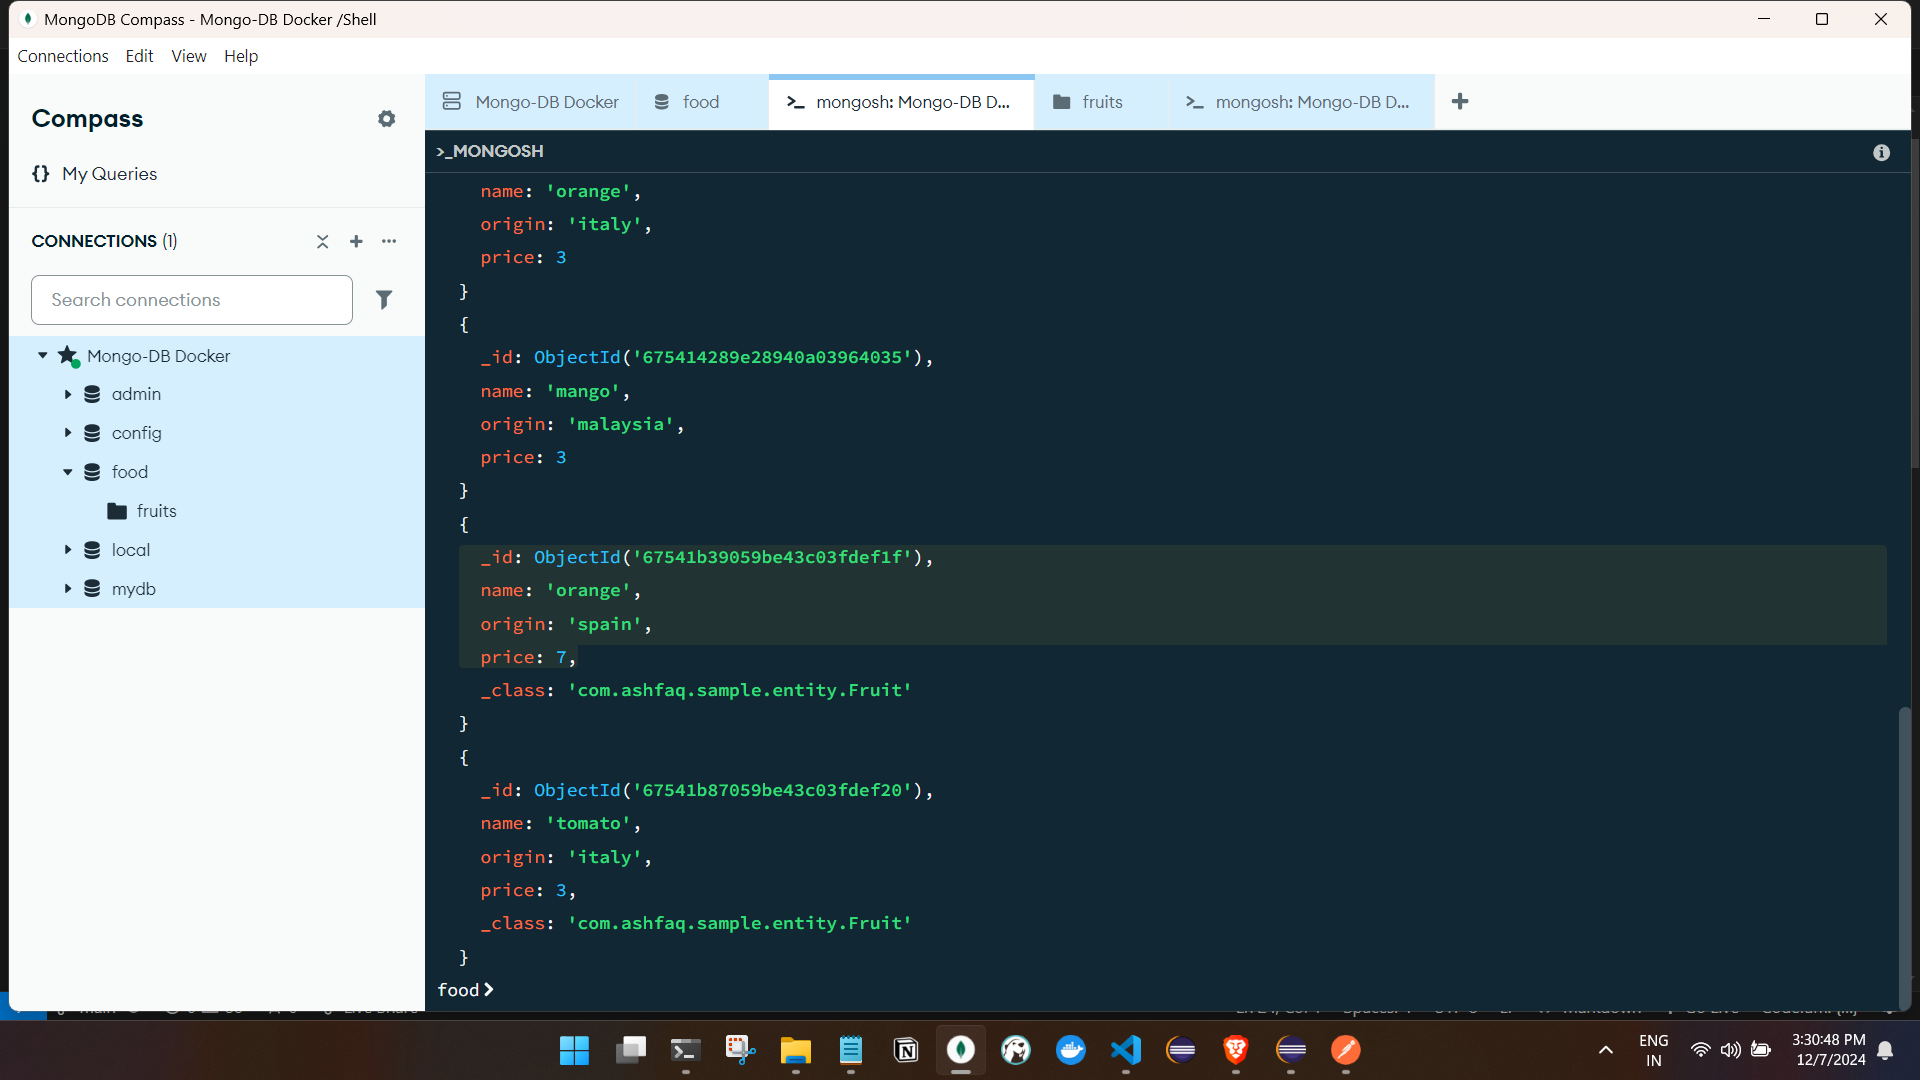 MongoDB Compass - Mongo-DB Docker /Shell
Connections Edit View Help
Compass
{} My Queries
CONNECTIONS (1)
Search connections
Mongo-DB Docker
admin
config
food
fruits
local
mydb
Mongo-DB Docker food >_ mongosh: Mongo-DB D... fruits >_ mongosh: Mongo-DB D... +
>_MONGOSH
name: 'orange',
origin: 'italy',
price: 3
}
{
_id: ObjectId('675414289e28940a03964035'),
name: 'mango',
origin: 'malaysia',
price: 3
}
{
_id: ObjectId('67541b39059be43c03fdef1f'),
name: 'orange',
origin: 'spain',
price: 7,
_class: 'com.ashfaq.sample.entity.Fruit'
}
{
_id: ObjectId('67541b87059be43c03fdef20'),
name: 'tomato',
origin: 'italy',
price: 3,
_class: 'com.ashfaq.sample.entity.Fruit'
}
food>
ENG
IN
3:30:48 PM
12/7/2024